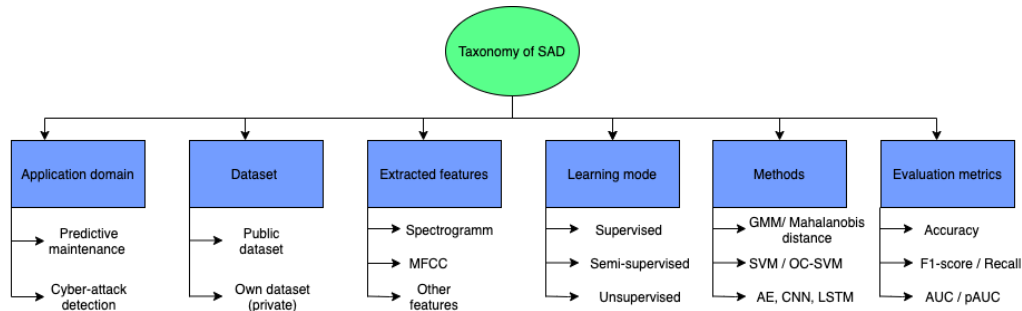 Taxonomy of SAD
Application domain
Dataset
Extracted features
Learning mode
Methods
Evaluation metrics
Predictive
maintenance
Cyber-attack
detection
Public
dataset
Own dataset
(private)
Spectrogramm
MFCC
Other
features
Supervised
Semi-supervised
Unsupervised
GMM/ Mahalanobis
distance
SVM / OC-SVM
AE, CNN, LSTM
Accuracy
F1-score / Recall
AUC / pAUC